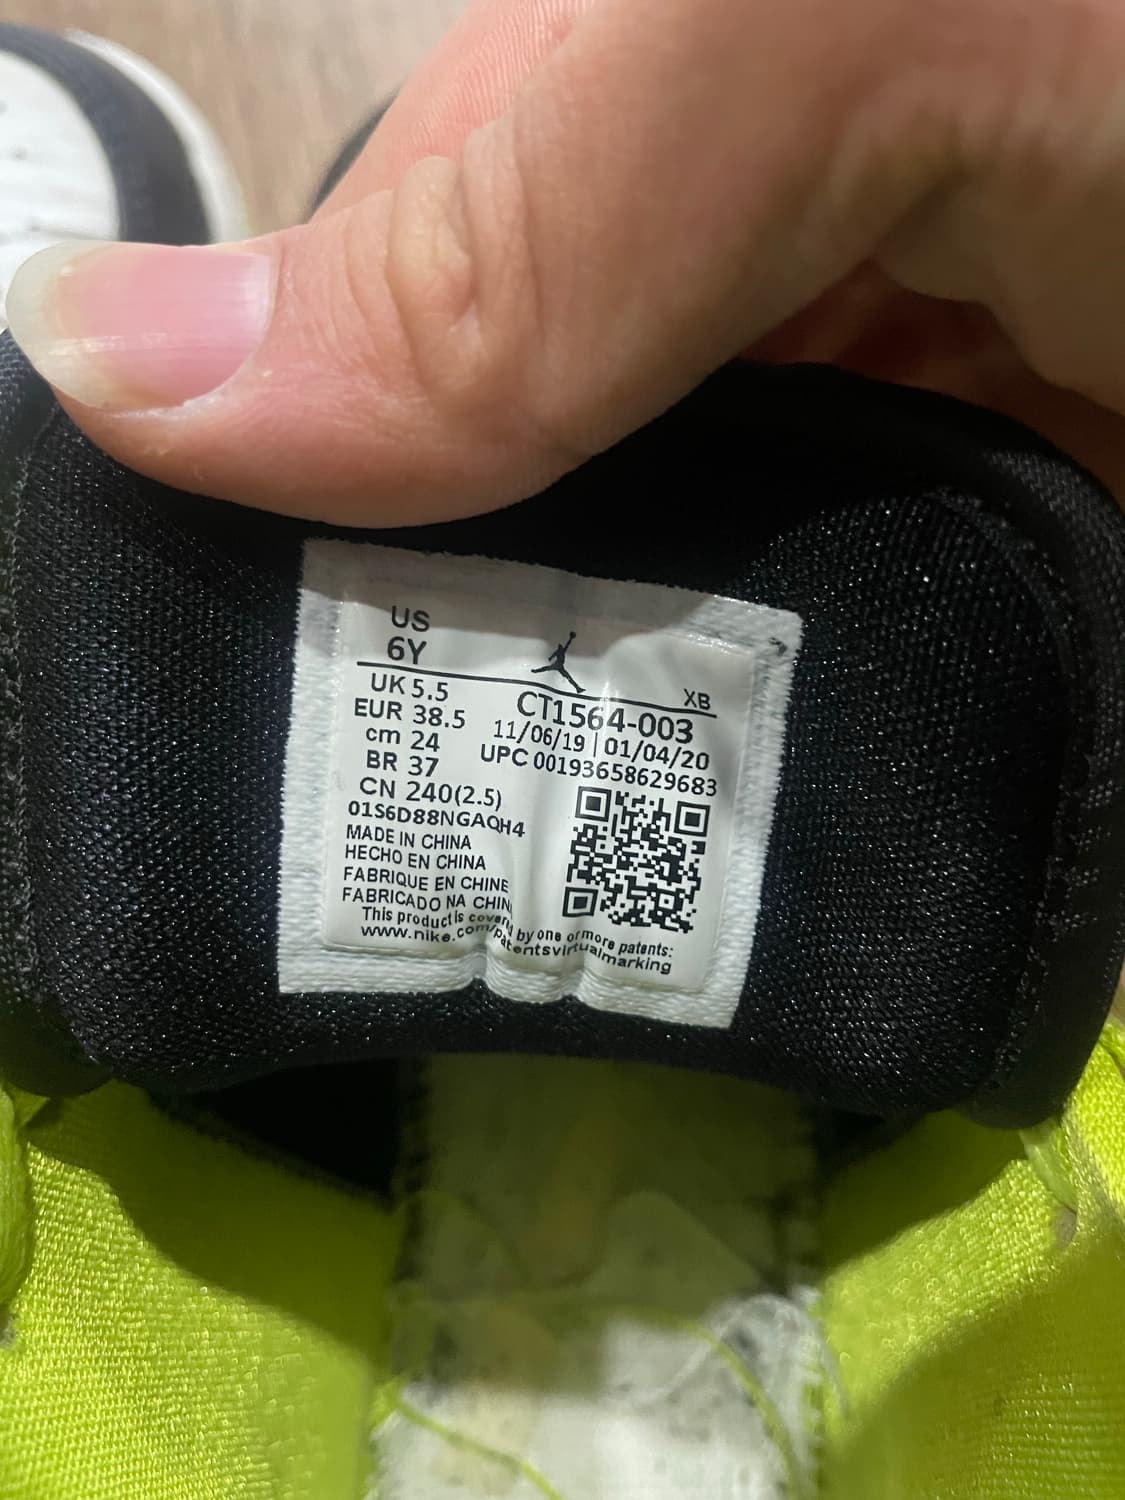 US
6Y
XB
UK 5.5
EUR 38.5
cm 24
BR 37
CN 240(2.5)
01S6D88NGAQH4
CT1564-003
11/06/19 | 01/04/20
UPC 00193658629683
MADE IN CHINA
HECHO EN CHINA
FABRIQUE EN CHINE
FABRICADO NA CHIN
This product is covered by one or more patents:
www.nike.com/patentsvirtualmarking